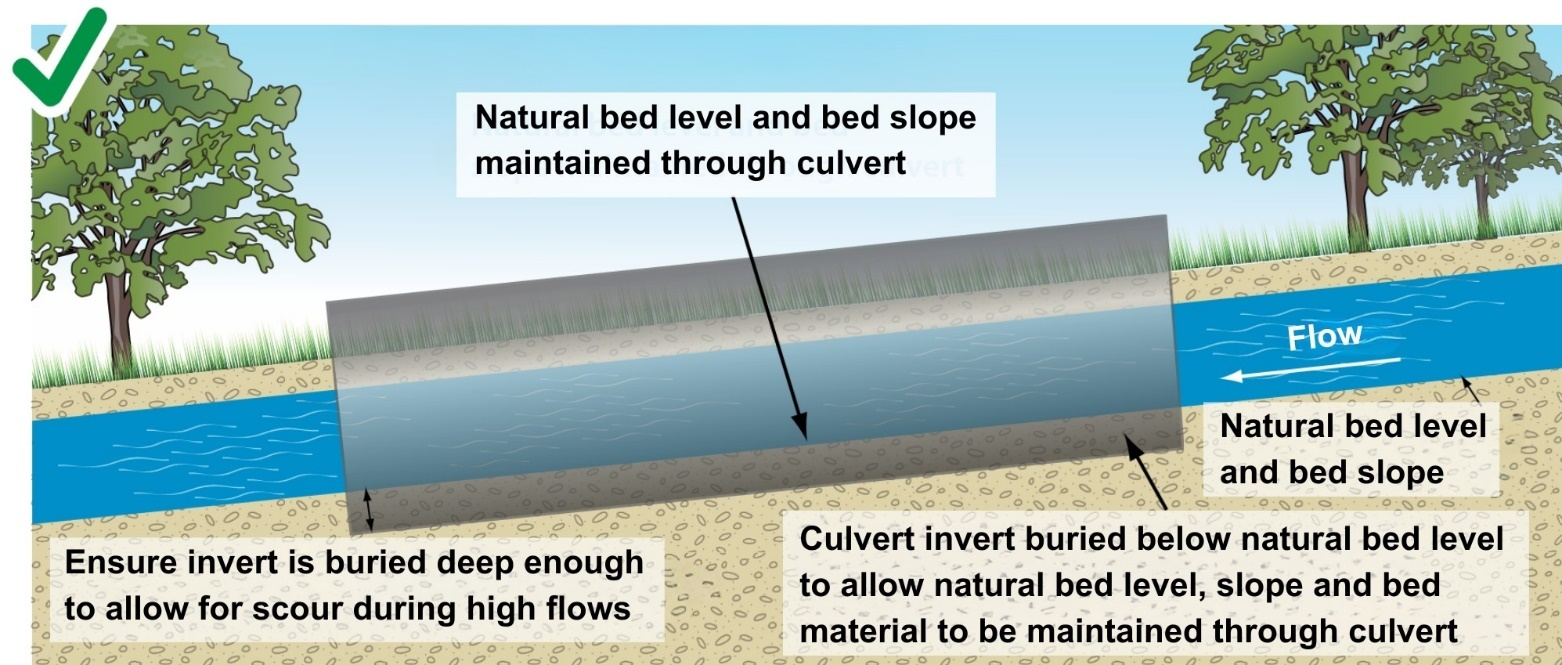 Natural bed level and bed slope
maintained through culvert
Flow
Natural bed level
and bed slope
Ensure invert is buried deep enough
to allow for scour during high flows
Culvert invert buried below natural bed level
to allow natural bed level, slope and bed
material to be maintained through culvert